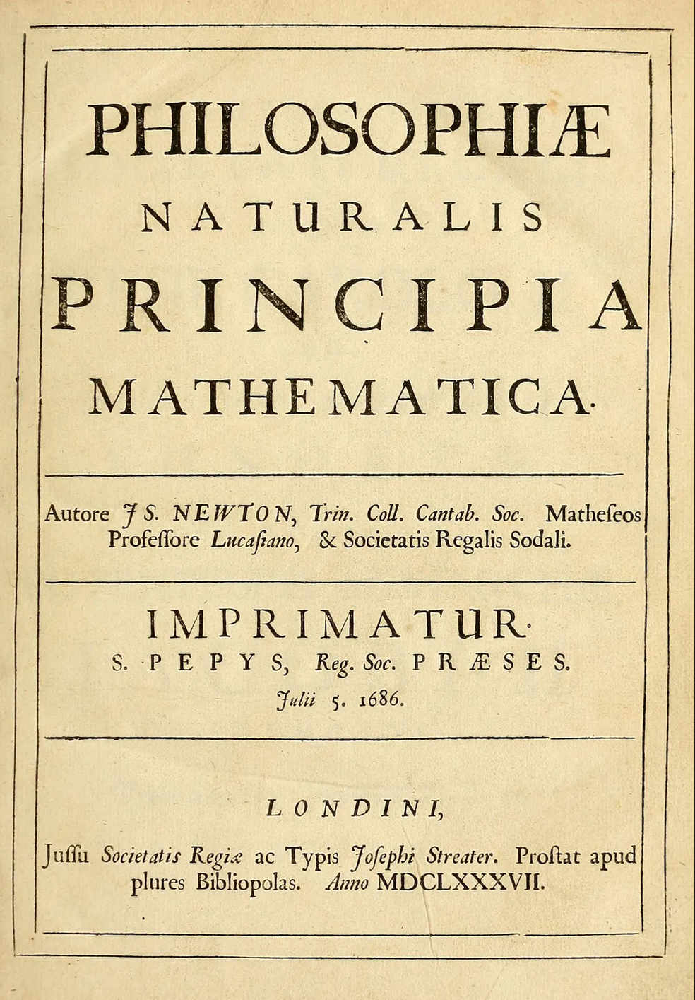 PHILOSOPHIÆ
NATURALIS
PRINCIPIA
MATHEMATICA.
Autore JS. NEWTON, Trin. Coll. Cantab. Soc. Matheſeos
Profeſſore Lucaſiano, & Societatis Regalis Sodali.
IMPRIMATUR.
S. PEPYS, Reg. Soc. PRÆSES.
Julii 5. 1686.
LONDINI,
Juſſu Societatis Regiæ ac Typis Joſephi Streater. Proſtat apud
plures Bibliopolas. Anno MDCLXXXVII.